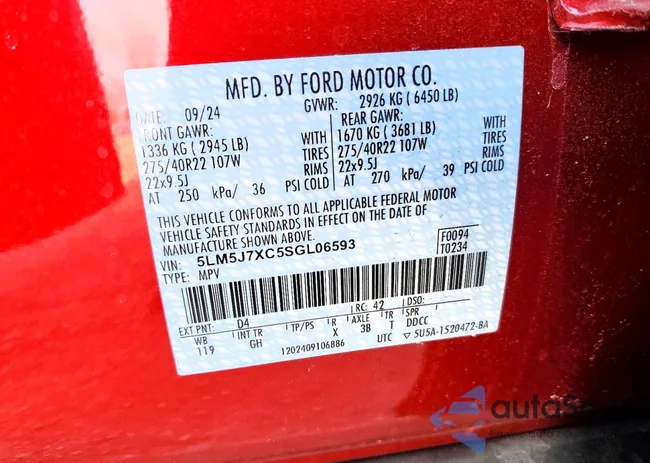 MFD. BY FORD MOTOR CO.
DATE: 09/24 GVWR: 2926 KG ( 6450 LB)
FRONT GAWR: REAR GAWR:
1336 KG ( 2945 LB) WITH 1670 KG ( 3681 LB) WITH
275/40R22 107W TIRES 275/40R22 107W TIRES
22x9.5J RIMS 22x9.5J RIMS
AT 250 kPa/ 36 PSI COLD AT 270 kPa/ 39 PSI COLD
THIS VEHICLE CONFORMS TO ALL APPLICABLE FEDERAL MOTOR
VEHICLE SAFETY STANDARDS IN EFFECT ON THE DATE OF
MANUFACTURE SHOWN ABOVE.
VIN: 5LM5J7XC5SGL06593 F0094
TYPE: MPV T0234
EXT PNT: D4 RC: 42 DSO:
WB INT TR TP/PS R AXLE TR SPR
119 GH X 3B T DDCC
1202409106886 UTC ▽ 5U5A-1520472-BA